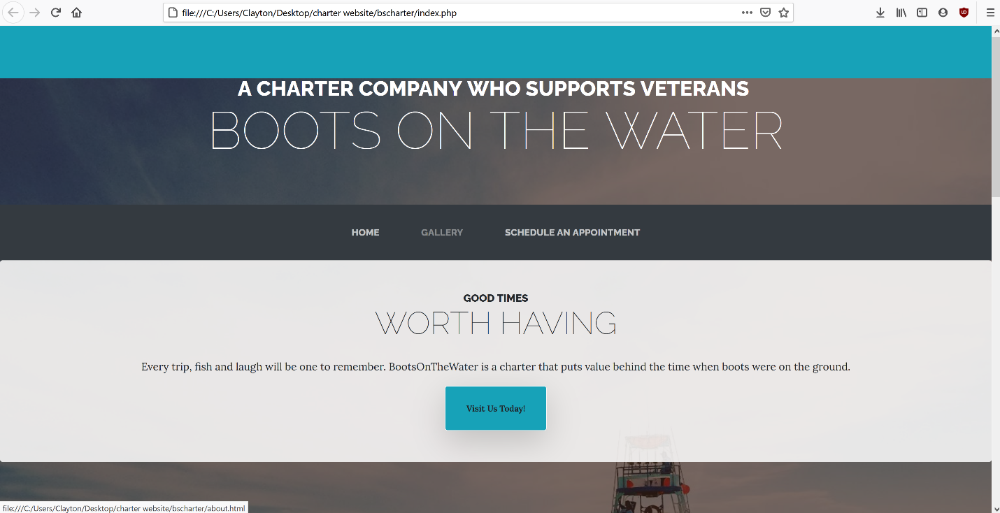 file:///C:/Users/Clayton/Desktop/charter website/bscharter/index.php
A CHARTER COMPANY WHO SUPPORTS VETERANS
BOOTS ON THE WATER
HOME GALLERY SCHEDULE AN APPOINTMENT
GOOD TIMES
WORTH HAVING
Every trip, fish and laugh will be one to remember. BootsOnTheWater is a charter that puts value behind the time when boots were on the ground.
Visit Us Today!
file:///C:/Users/Clayton/Desktop/charter website/bscharter/about.html